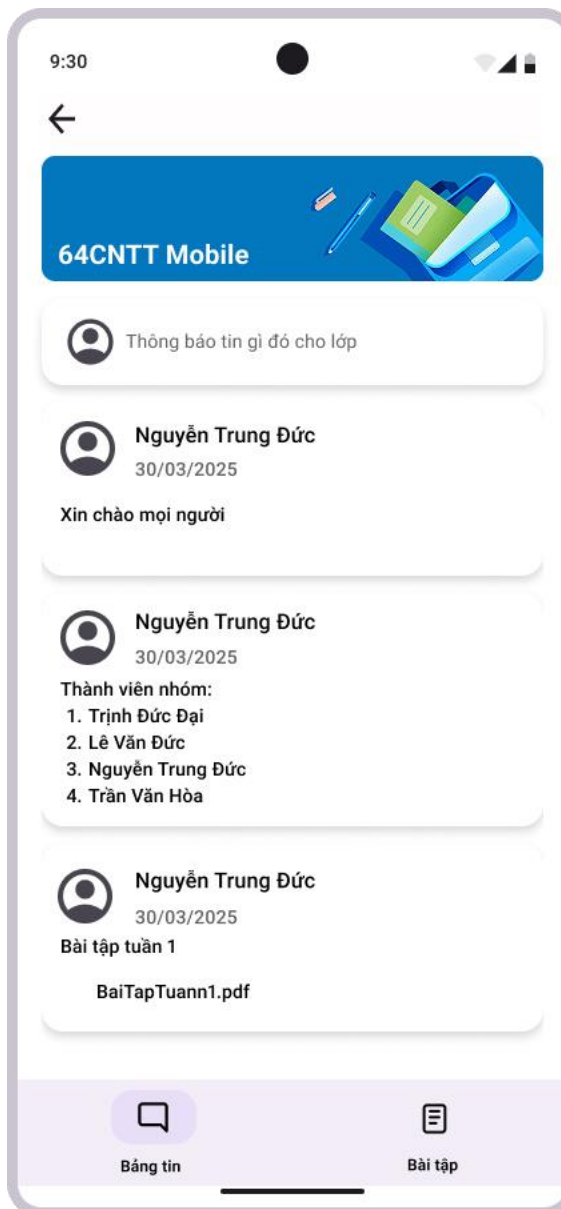 9:30
64CNTT Mobile
Thông báo tin gì đó cho lớp
Nguyễn Trung Đức
30/03/2025
Xin chào mọi người
Nguyễn Trung Đức
30/03/2025
Thành viên nhóm:
1. Trịnh Đức Đại
2. Lê Văn Đức
3. Nguyễn Trung Đức
4. Trần Văn Hòa
Nguyễn Trung Đức
30/03/2025
Bài tập tuần 1
BaiTapTuann1.pdf
Bảng tin
Bài tập